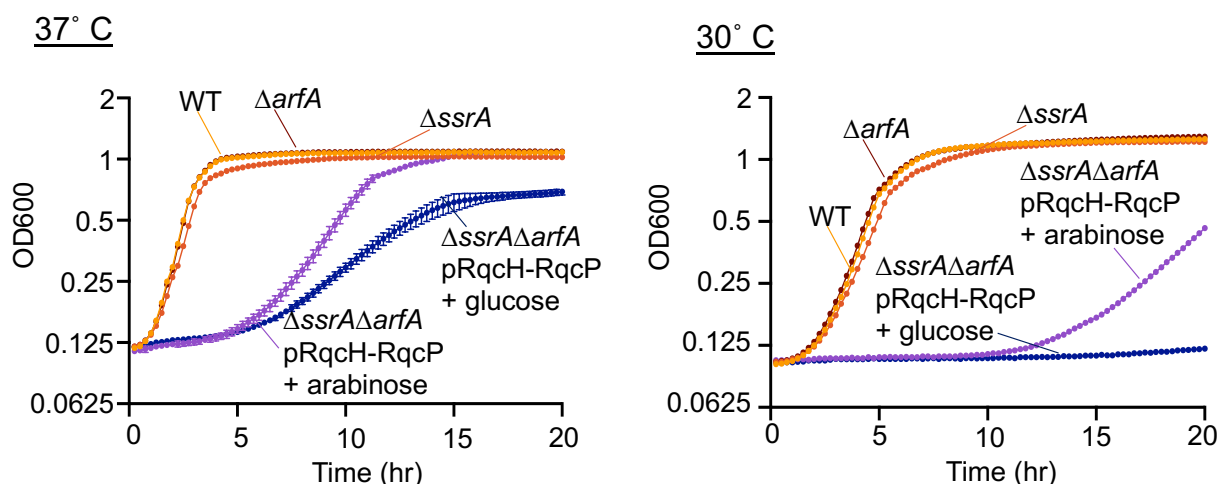 37˚ C
WT
ΔarfA
ΔssrA
2
1
0.5
0.25
0.125
0.0625
OD600
ΔssrAΔarfA
pRqcH-RqcP
+ glucose
ΔssrAΔarfA
pRqcH-RqcP
+ arabinose
0
5
10
15
20
Time (hr)
30˚ C
ΔarfA
ΔssrA
WT
2
1
0.5
0.25
0.125
0.0625
OD600
ΔssrAΔarfA
pRqcH-RqcP
+ arabinose
ΔssrAΔarfA
pRqcH-RqcP
+ glucose
0
5
10
15
20
Time (hr)